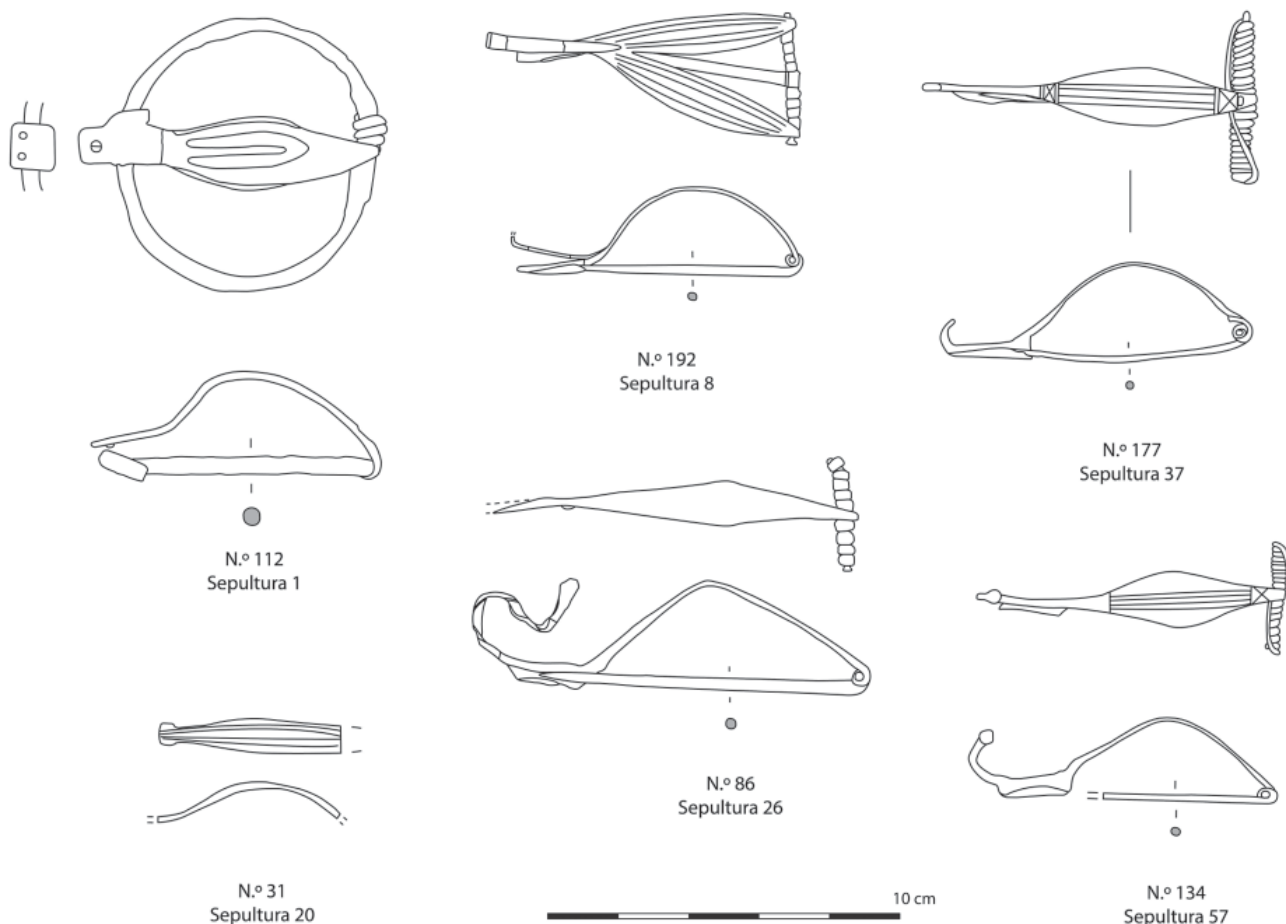 N.º 192
Sepultura 8
N.º 177
Sepultura 37
N.º 112
Sepultura 1
N.º 86
Sepultura 26
N.º 31
Sepultura 20
10 cm
N.º 134
Sepultura 57